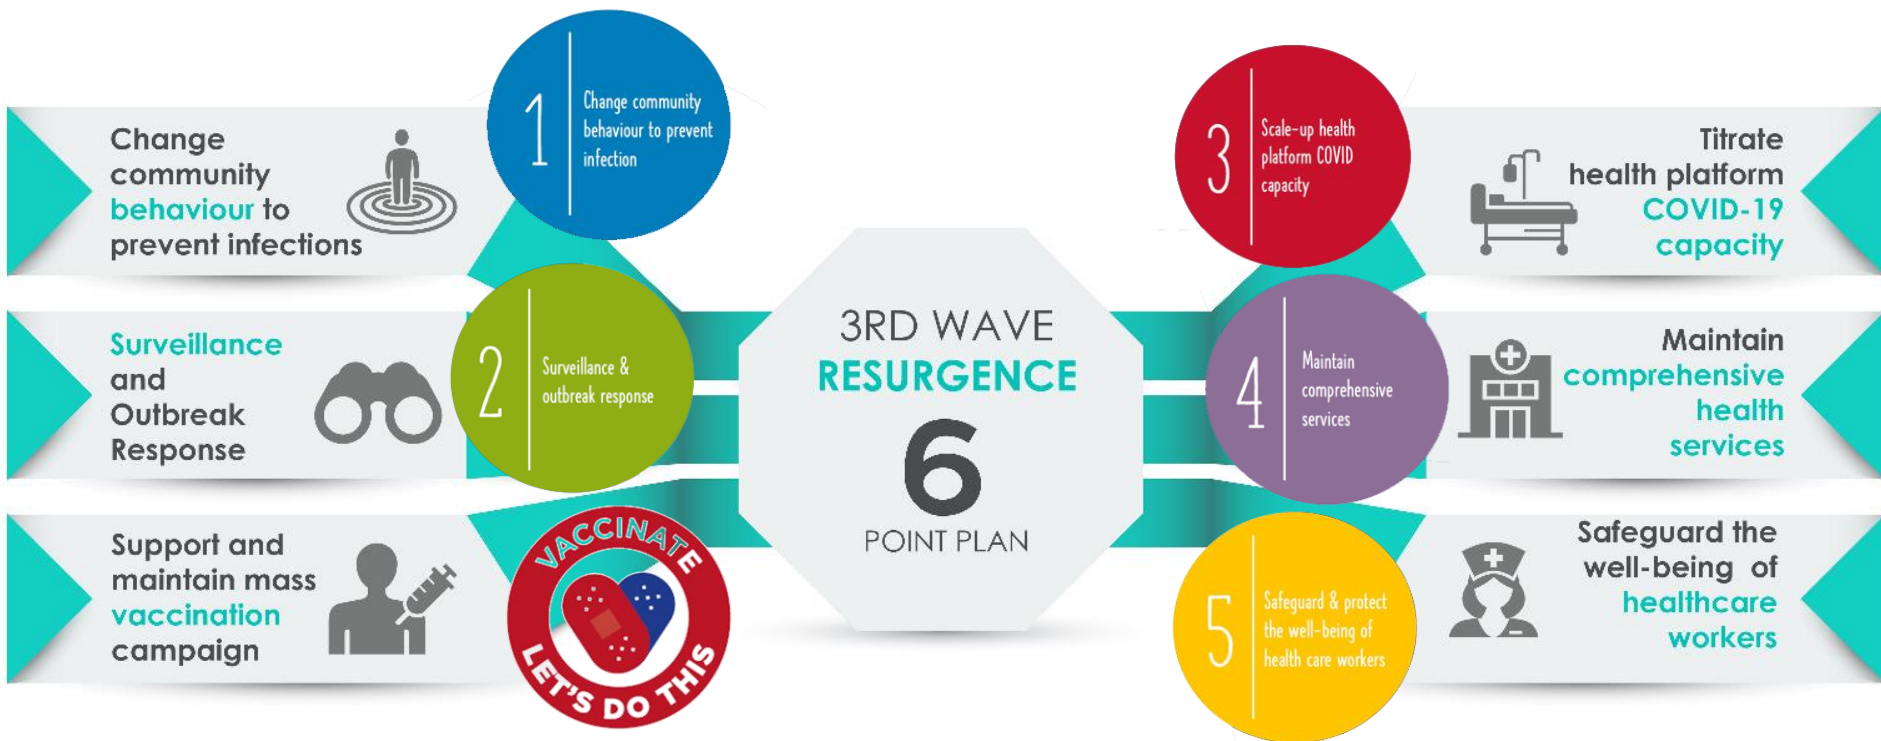 Change
community
behaviour to
prevent infections
1
Change community
behaviour to prevent
infection
Surveillance
and
Outbreak
Response
2
Surveillance &
outbreak response
Support and
maintain mass
vaccination
campaign
VACCINATE
LET'S DO THIS
3RD WAVE
RESURGENCE
6
POINT PLAN
3
Scale-up health
platform COVID
capacity
Titrate
health platform
COVID-19
capacity
4
Maintain
comprehensive
services
Maintain
comprehensive
health
services
5
Safeguard & protect
the well-being of
health care workers
Safeguard the
well-being of
healthcare
workers